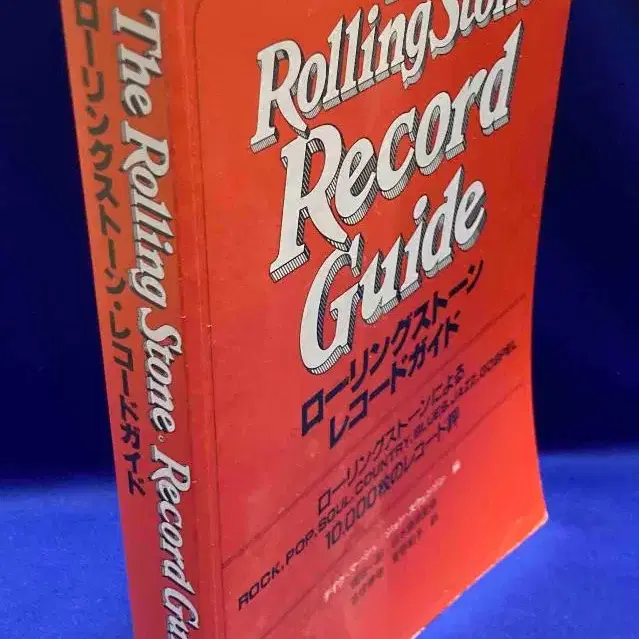 The Rolling Stone Record Gu
ローリングストーン・レコードガイド
Rolling Stone
Record
Guide
ローリングストーン
レコードガイド
ローリングストーンによる
ROCK, POP, SOUL, COUNTRY, BLUES, JAZZ, GOSPEL
10,000枚のレコード評
編